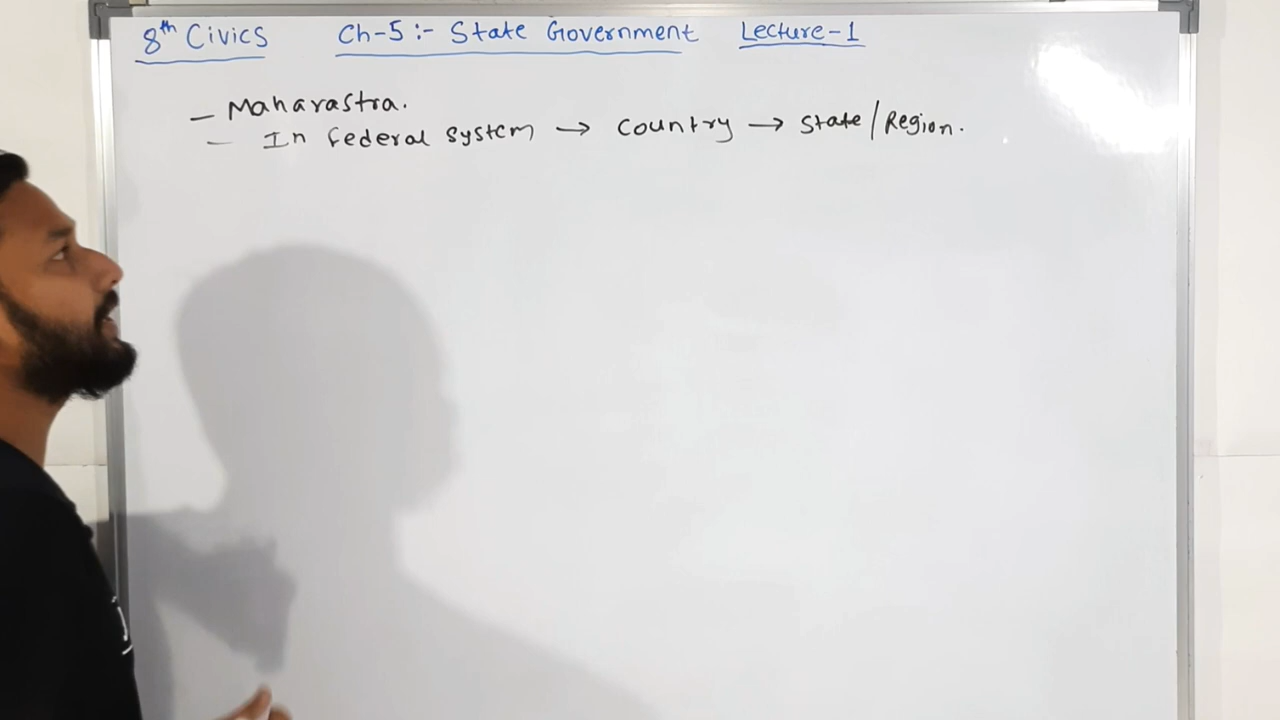 8th Civics Ch-5:- State Government Lecture-1
- Maharastra.
- In federal system → country → state/Region.